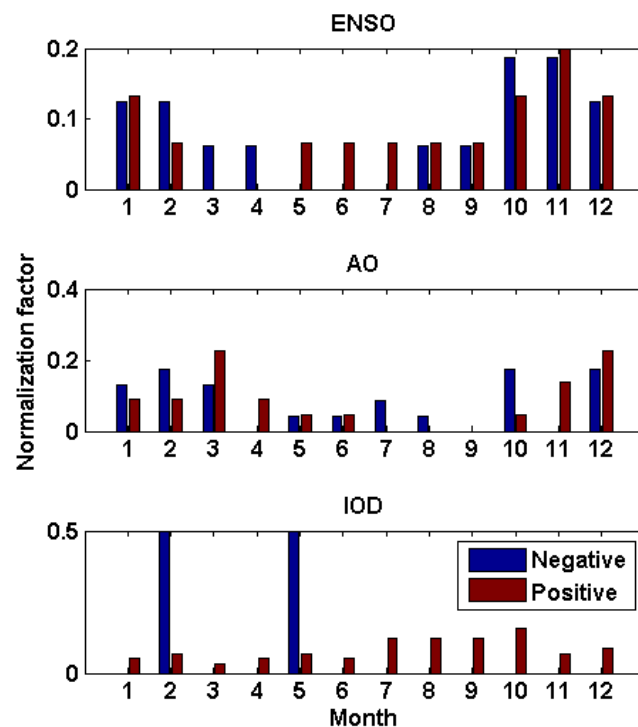 ENSO
0.2
0.1
0
1 2 3 4 5 6 7 8 9 10 11 12
AO
0.4
0.2
0
1 2 3 4 5 6 7 8 9 10 11 12
Normalization factor
IOD
0.5
0
Negative
Positive
1 2 3 4 5 6 7 8 9 10 11 12
Month